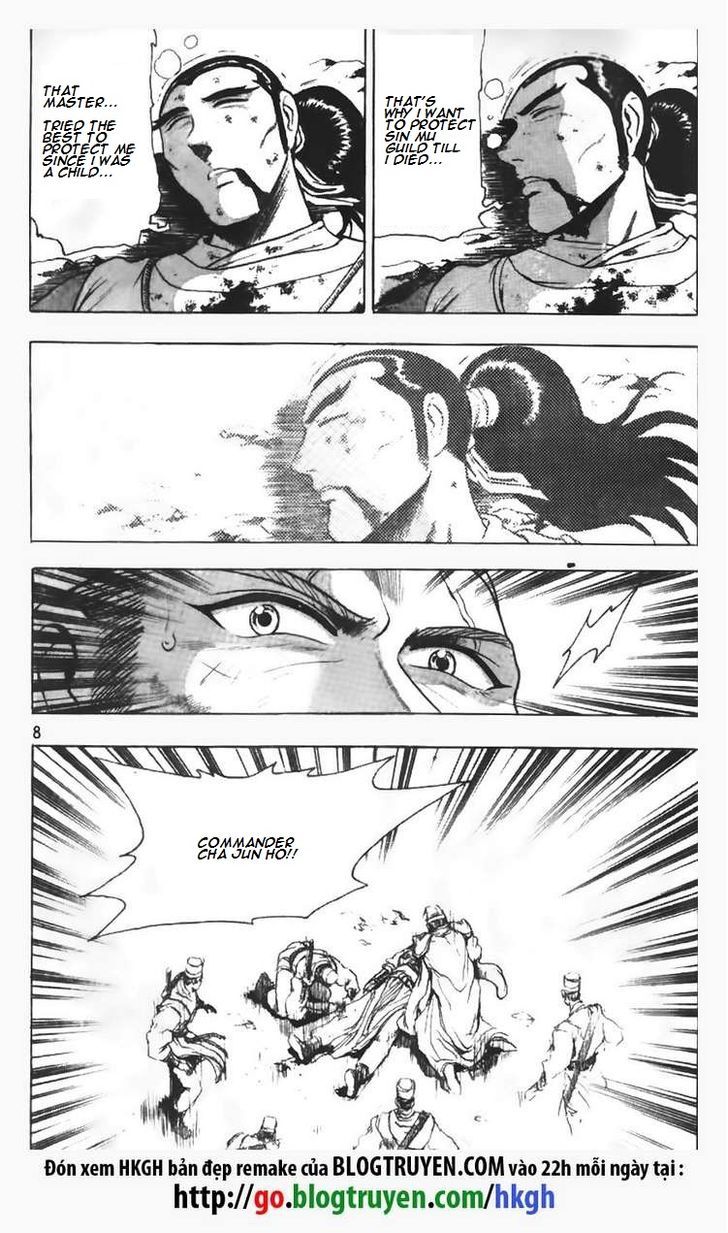 THAT
MASTER...
TRIED THE
BEST TO
PROTECT ME
SINCE I WAS
A CHILD...
THAT'S
WHY I WANT
TO PROTECT
SIN MU
GUILD TILL
I DIED...
8
COMMANDER
CHA JUN HO!!
Đón xem HKGH bản đẹp remake của BLOGTRUYEN.COM vào 22h mỗi ngày tại :
http://go.blogtruyen.com/hkgh